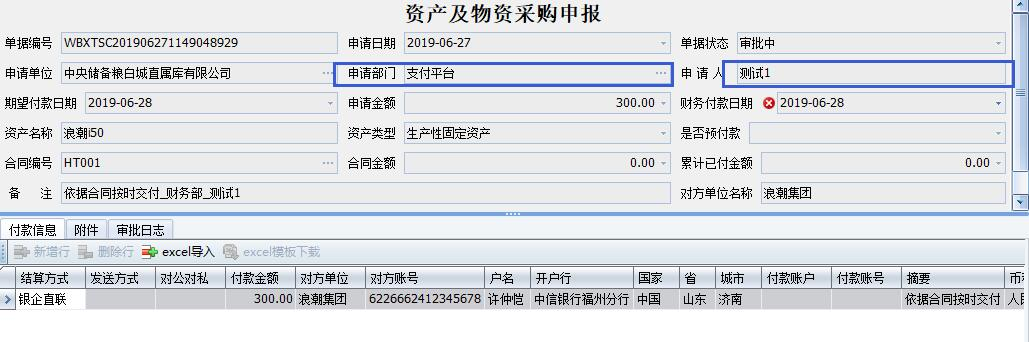 资产及物资采购申报
单据编号 WBXTSC201906271149048929 申请日期 2019-06-27 单据状态 审批中
申请单位 中央储备粮白城直属库有限公司 申请部门 支付平台 申 请 人 测试1
期望付款日期 2019-06-28 申请金额 300.00 财务付款日期 2019-06-28
资产名称 浪潮i50 资产类型 生产性固定资产 是否预付款
合同编号 HT001 合同金额 0.00 累计已付金额 0.00
备 注 依据合同按时交付_财务部_测试1 对方单位名称 浪潮集团
付款信息 附件 审批日志
新增行 删除行 excel导入 excel模板下载
结算方式 发送方式 对公对私 付款金额 对方单位 对方账号 户名 开户行 国家 省 城市 付款账户 付款账号 摘要 币
银企直联 300.00 浪潮集团 6226662412345678 许仲恺 中信银行福州分行 中国 山东 济南 依据合同按时交付 人民